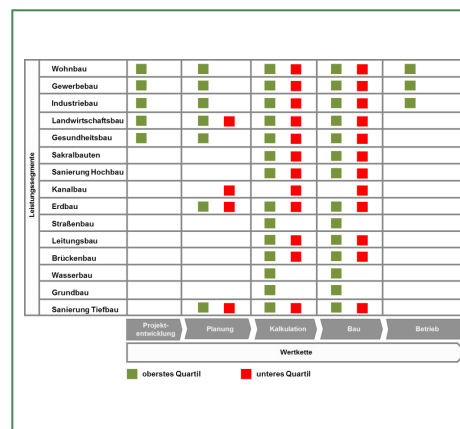 Leistungssegmente
Wohnbau
Gewerbebau
Industriebau
Landwirtschaftsbau
Gesundheitsbau
Sakralbauten
Sanierung Hochbau
Kanalbau
Erdbau
Straßenbau
Leitungsbau
Brückenbau
Wasserbau
Grundbau
Sanierung Tiefbau
Projekt-
entwicklung
Planung
Kalkulation
Bau
Betrieb
Wertkette
oberstes Quartil
unteres Quartil